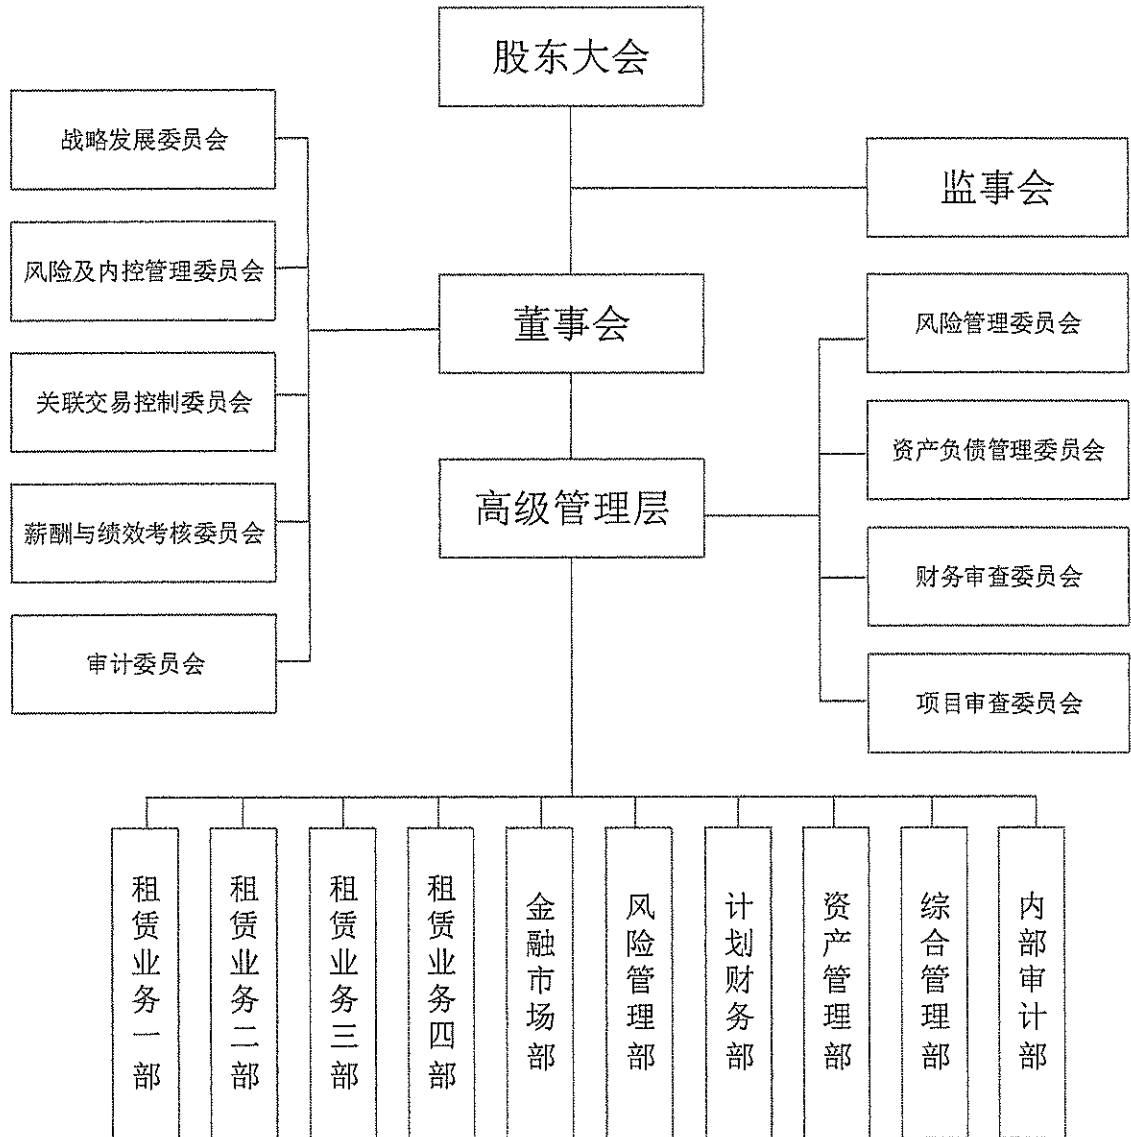 股东大会
战略发展委员会
监事会
风险及内控管理委员会
董事会
风险管理委员会
关联交易控制委员会
资产负债管理委员会
高级管理层
薪酬与绩效考核委员会
财务审查委员会
审计委员会
项目审查委员会
租赁业务一部
租赁业务二部
租赁业务三部
租赁业务四部
金融市场部
风险管理部
计划财务部
资产管理部
综合管理部
内部审计部